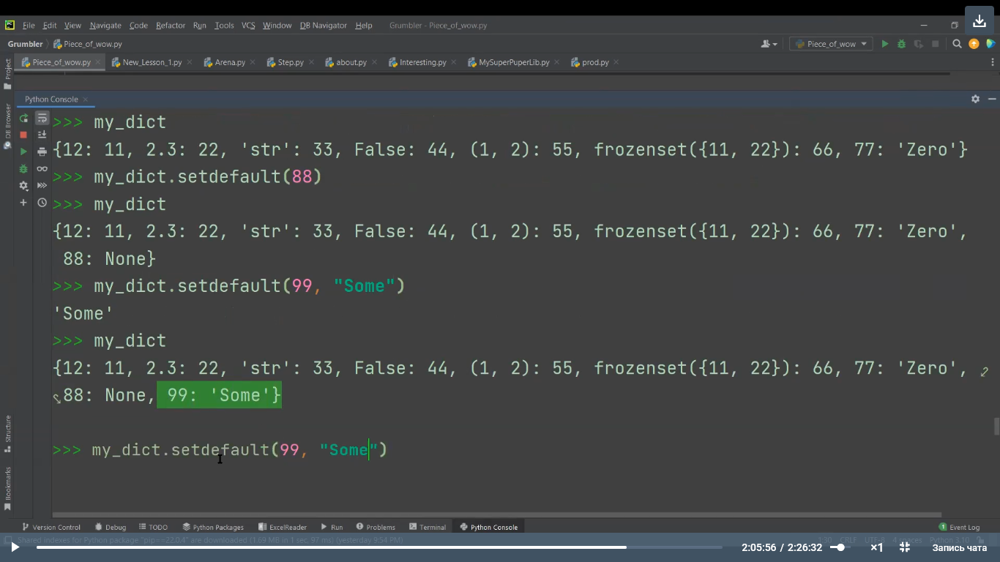 File Edit View Navigate Code Refactor Run Tools VCS Window DB Navigator Help Grumbler - Piece_of_wow.py
Grumbler Piece_of_wow.py Piece_of_wow
Piece_of_wow.py New_Lesson_1.py Arena.py Step.py about.py Interesting.py MySuperPuperLib.py prod.py
Project
DB Browser
Structure
Bookmarks
Python Console
>>> my_dict
{12: 11, 2.3: 22, 'str': 33, False: 44, (1, 2): 55, frozenset({11, 22}): 66, 77: 'Zero'}
>>> my_dict.setdefault(88)
>>> my_dict
{12: 11, 2.3: 22, 'str': 33, False: 44, (1, 2): 55, frozenset({11, 22}): 66, 77: 'Zero',
88: None}
>>> my_dict.setdefault(99, "Some")
'Some'
>>> my_dict
{12: 11, 2.3: 22, 'str': 33, False: 44, (1, 2): 55, frozenset({11, 22}): 66, 77: 'Zero',
88: None, 99: 'Some'}
>>> my_dict.setdefault(99, "Some")
Version Control Debug TODO Python Packages ExcelReader Run Problems Terminal Python Console 1 Event Log
Shared indexes for Python package "pip==22.0.4" are downloaded (1.69 MB in 1 sec, 97 ms) (yesterday 9:54 PM) 1:30 CRLF UTF-8 4 spaces Python 3.10
2:05:56 / 2:26:32 ×1 Запись чата